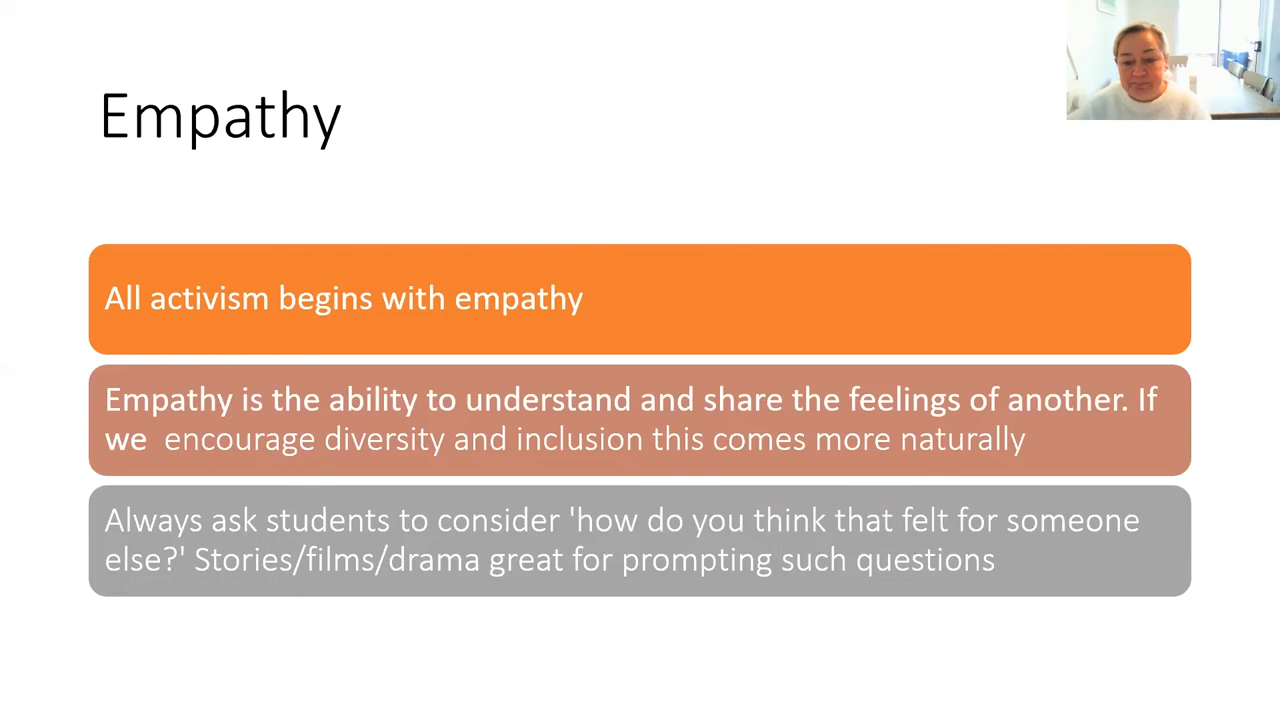 Empathy
All activism begins with empathy
Empathy is the ability to understand and share the feelings of another. If
we encourage diversity and inclusion this comes more naturally
Always ask students to consider 'how do you think that felt for someone
else?' Stories/films/drama great for prompting such questions